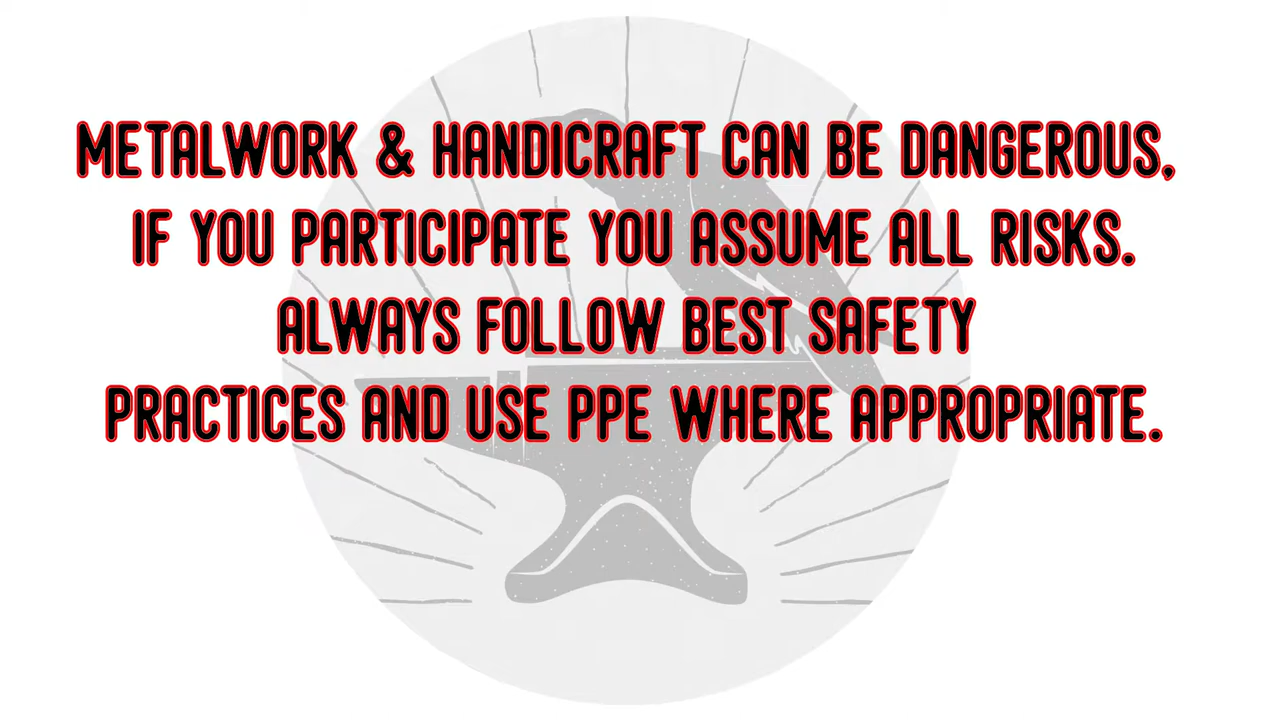 METALWORK & HANDICRAFT CAN BE DANGEROUS,
IF YOU PARTICIPATE YOU ASSUME ALL RISKS.
ALWAYS FOLLOW BEST SAFETY
PRACTICES AND USE PPE WHERE APPROPRIATE.